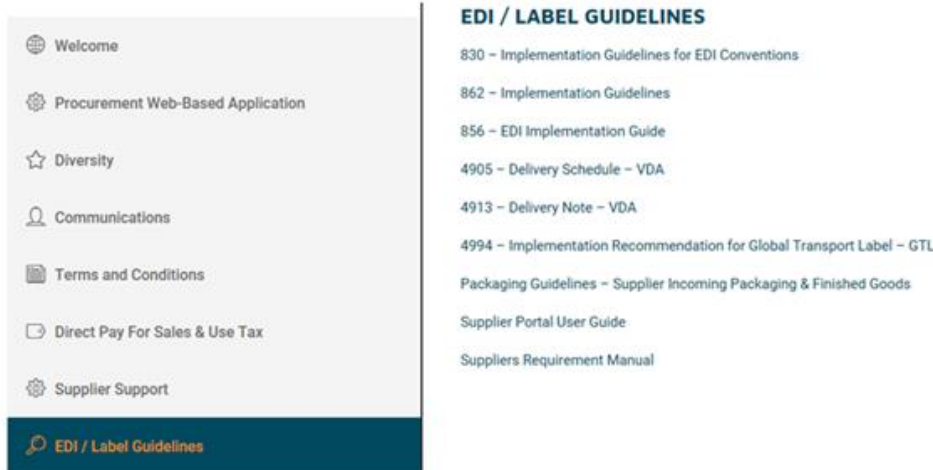 Welcome
Procurement Web-Based Application
Diversity
Communications
Terms and Conditions
Direct Pay For Sales & Use Tax
Supplier Support
EDI / Label Guidelines
EDI / LABEL GUIDELINES
830 – Implementation Guidelines for EDI Conventions
862 – Implementation Guidelines
856 – EDI Implementation Guide
4905 – Delivery Schedule – VDA
4913 – Delivery Note – VDA
4994 – Implementation Recommendation for Global Transport Label – GTL
Packaging Guidelines – Supplier Incoming Packaging & Finished Goods
Supplier Portal User Guide
Suppliers Requirement Manual